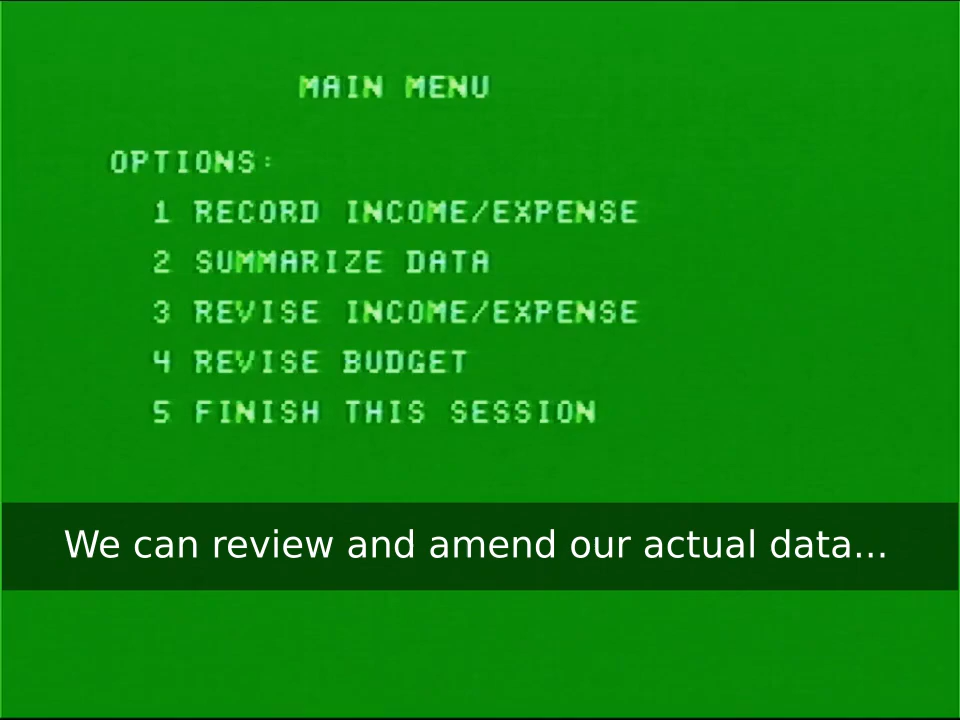 MAIN MENU
OPTIONS:
1 RECORD INCOME/EXPENSE
2 SUMMARIZE DATA
3 REVISE INCOME/EXPENSE
4 REVISE BUDGET
5 FINISH THIS SESSION
We can review and amend our actual data...